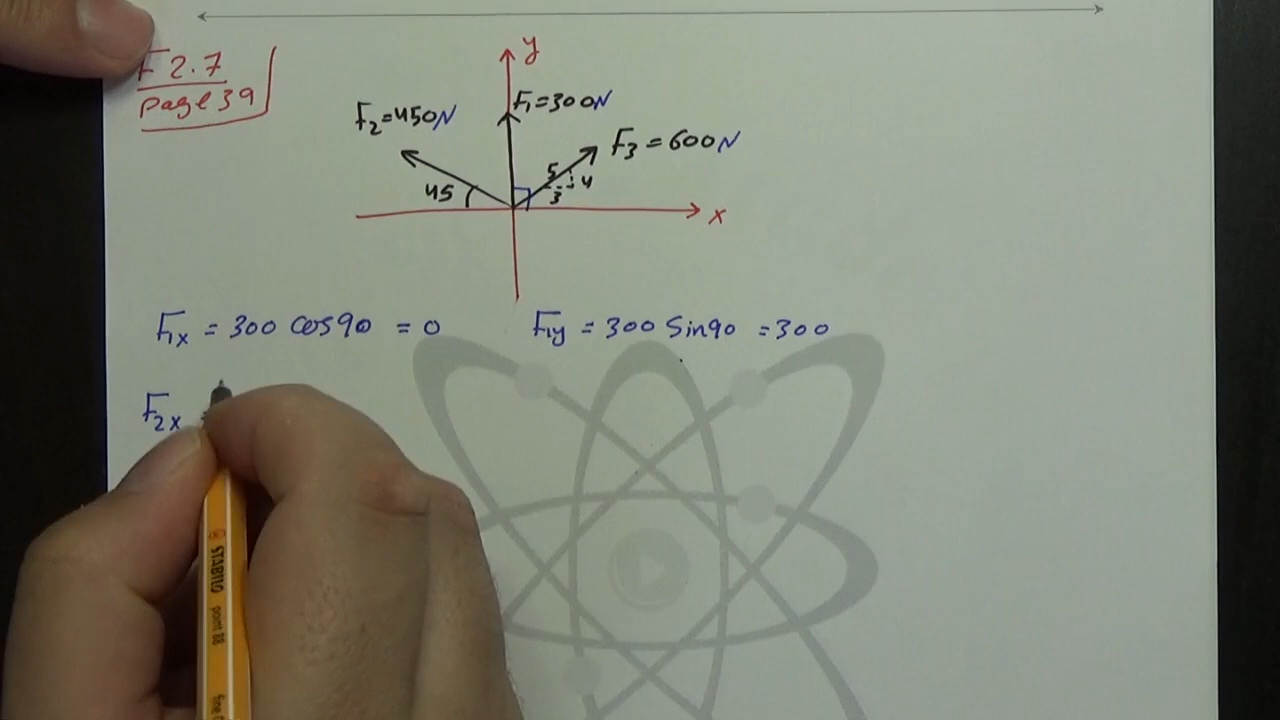 F2.7
page 39
y
F₁=300N
F₂=450N
F₃=600N
5
4
3
45
x
F₁x = 300 cos90 = 0
F₁y = 300 Sin90 = 300
F₂x =
STABILO point 88